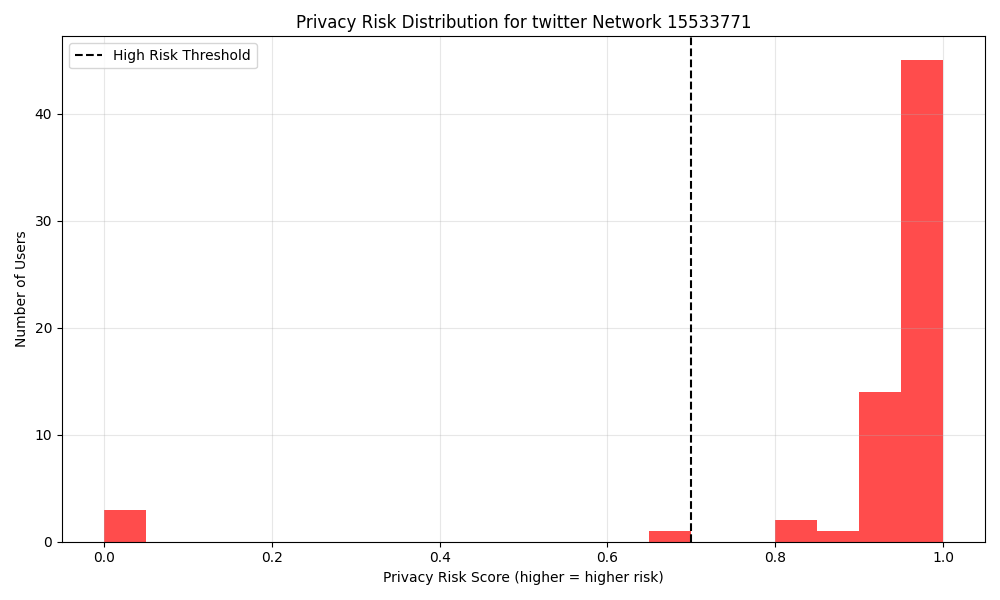 Privacy Risk Distribution for twitter Network 15533771
High Risk Threshold
Number of Users
40
30
20
10
0
0.0 0.2 0.4 0.6 0.8 1.0
Privacy Risk Score (higher = higher risk)